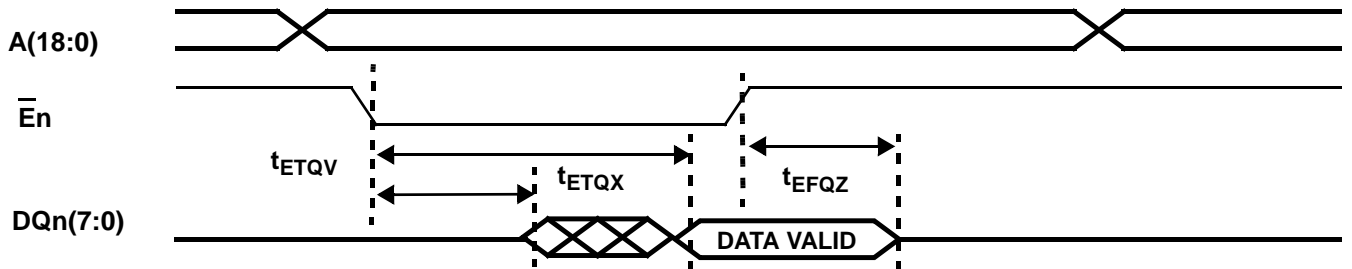 A(18:0)
En
tETQV
tETQX
tEFQZ
DQn(7:0)
DATA VALID